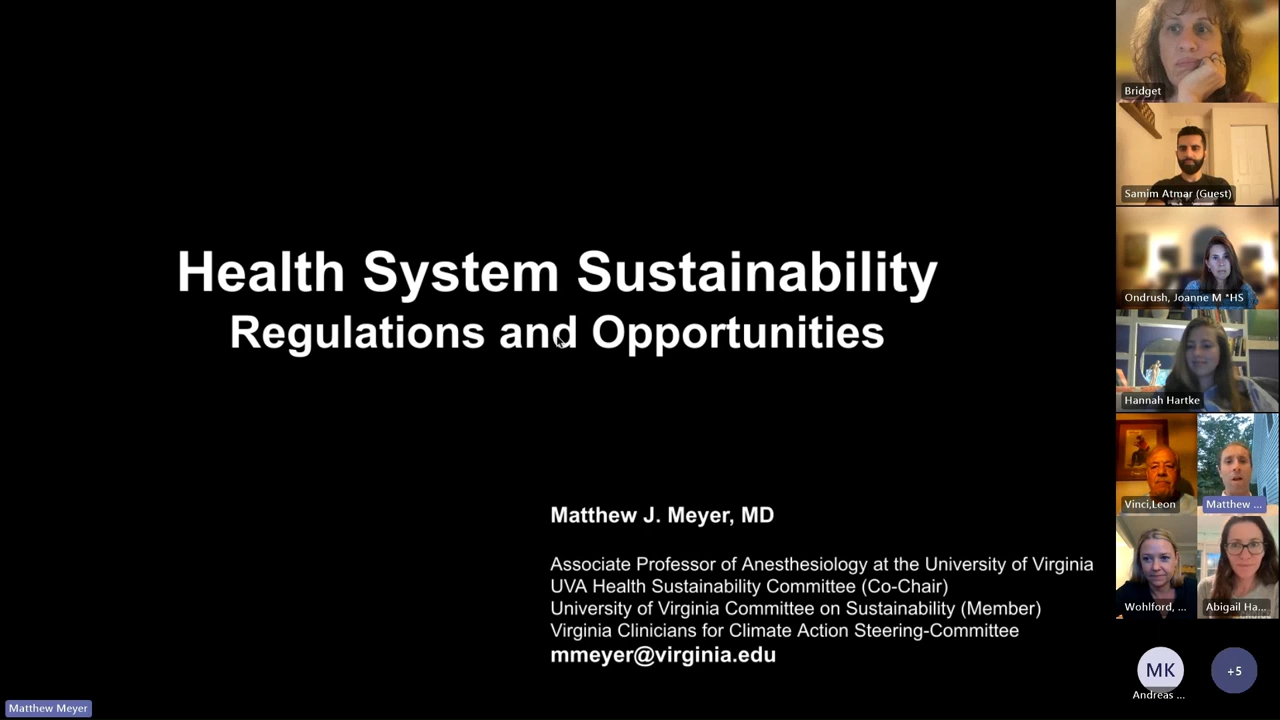 Health System Sustainability
Regulations and Opportunities
Matthew J. Meyer, MD
Associate Professor of Anesthesiology at the University of Virginia
UVA Health Sustainability Committee (Co-Chair)
University of Virginia Committee on Sustainability (Member)
Virginia Clinicians for Climate Action Steering-Committee
mmeyer@virginia.edu
Matthew Meyer
Bridget
Samim Atmar (Guest)
Ondrush, Joanne M *HS
Hannah Hartke
Vinci,Leon
Matthew ...
Wohlford, ...
Abigail Ha...
MK
Andreas ...
+5